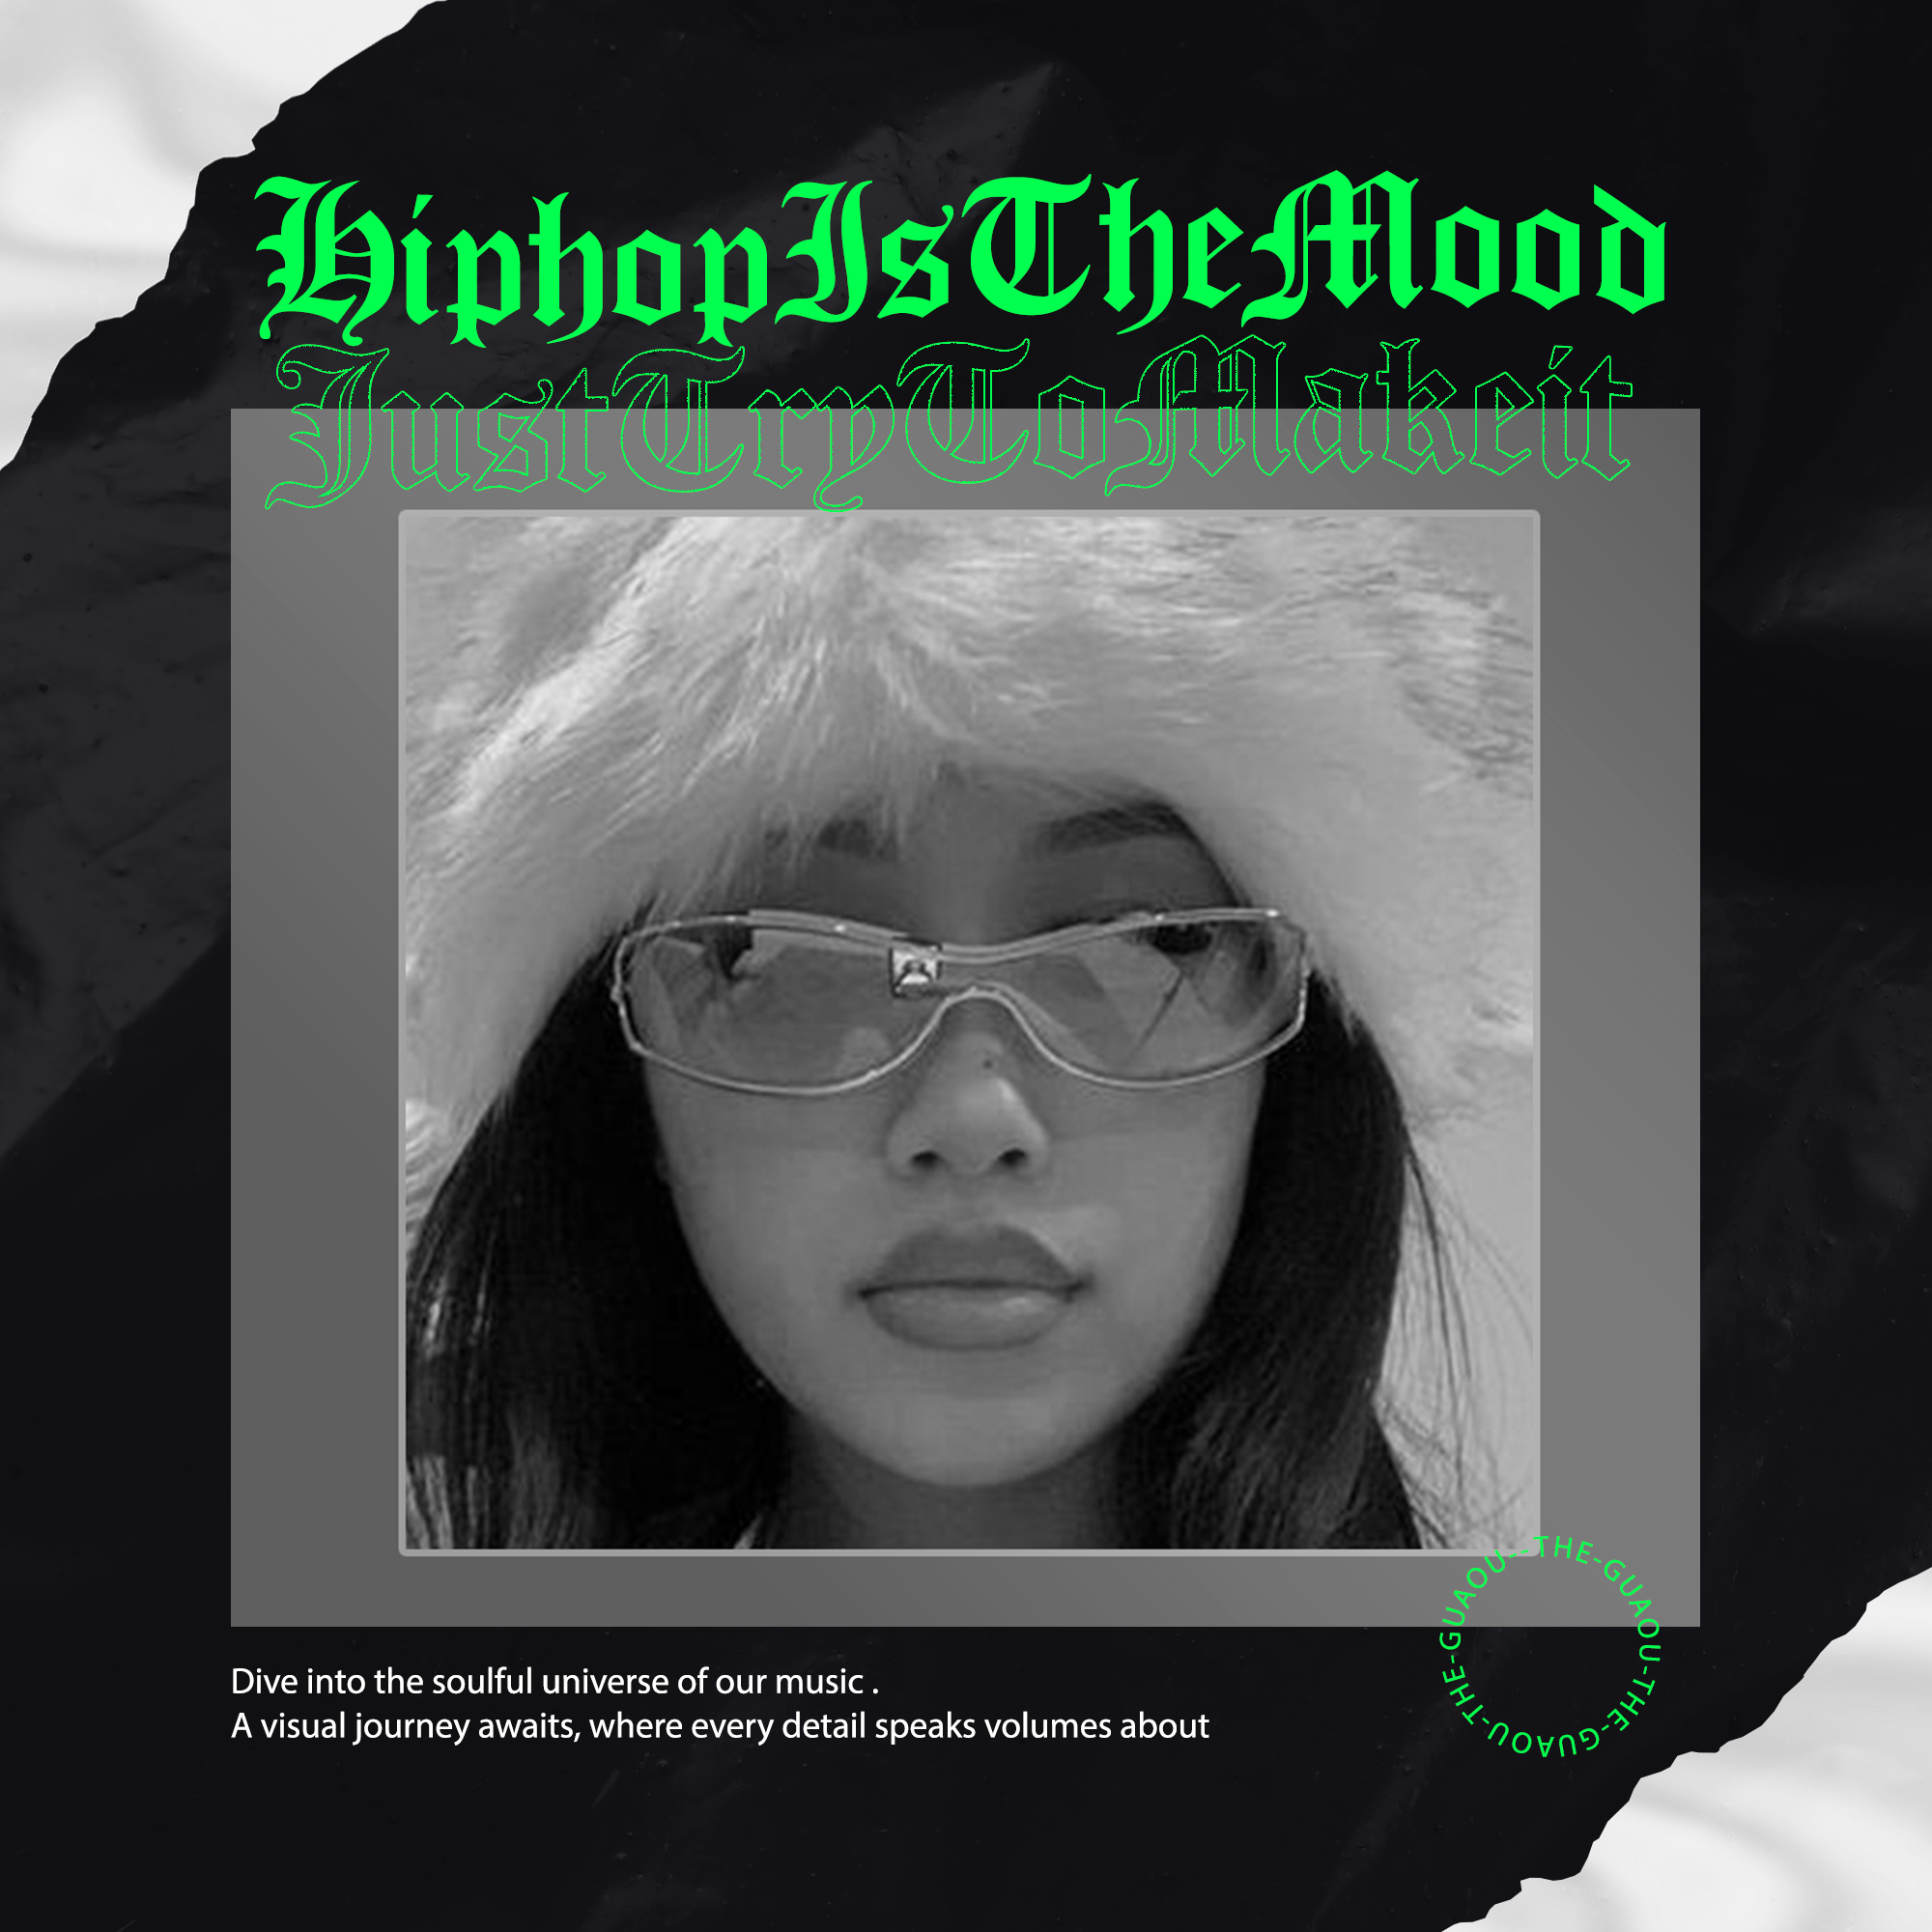 HiphopIsTheMood
JustTryToMakeit
THE-GUAOU-THE-GUAOU-THE-GUAOU--
Dive into the soulful universe of our music .
A visual journey awaits, where every detail speaks volumes about